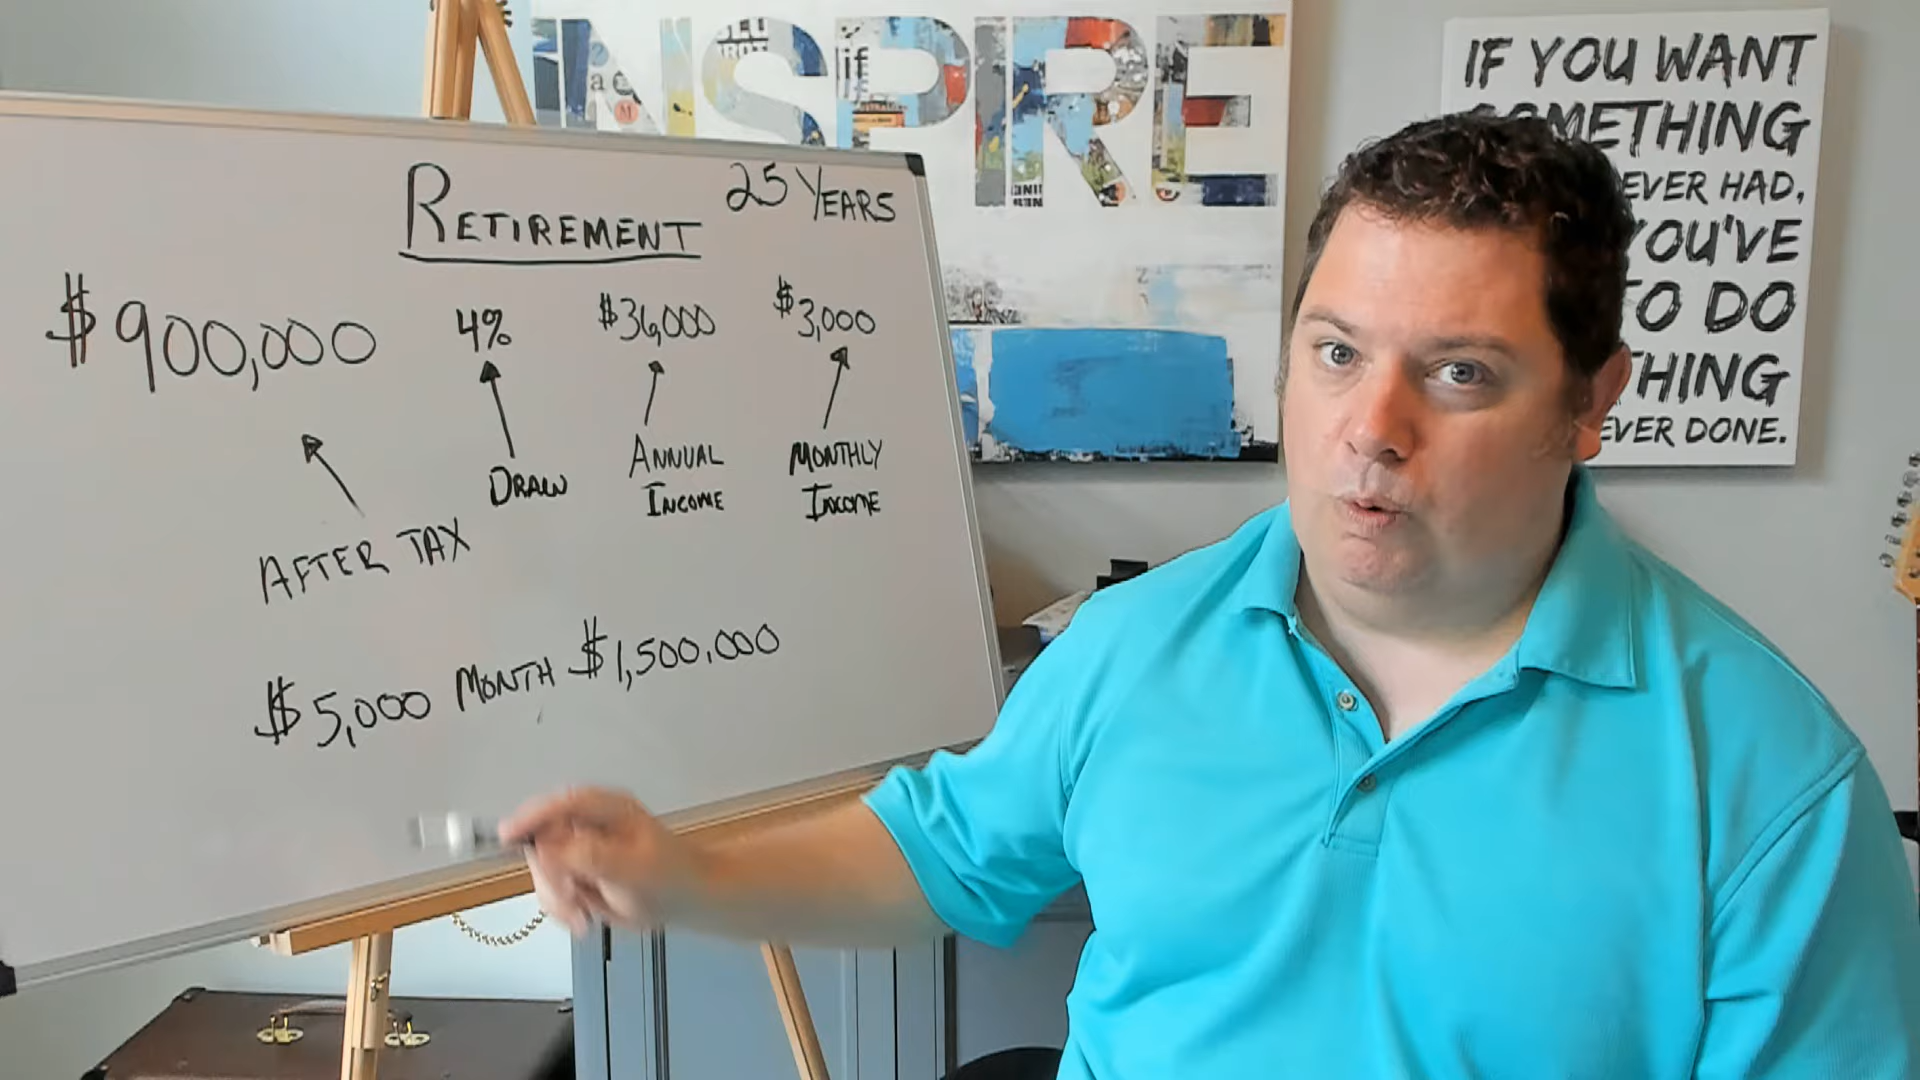 RETIREMENT
25 YEARS
$900,000
4%
$36,000
$3,000
DRAW
ANNUAL
INCOME
MONTHLY
INCOME
AFTER TAX
$5,000 MONTH $1,500,000
INSPIRE
if
IF YOU WANT
SOMETHING
EVER HAD,
YOU'VE
TO DO
THING
EVER DONE.